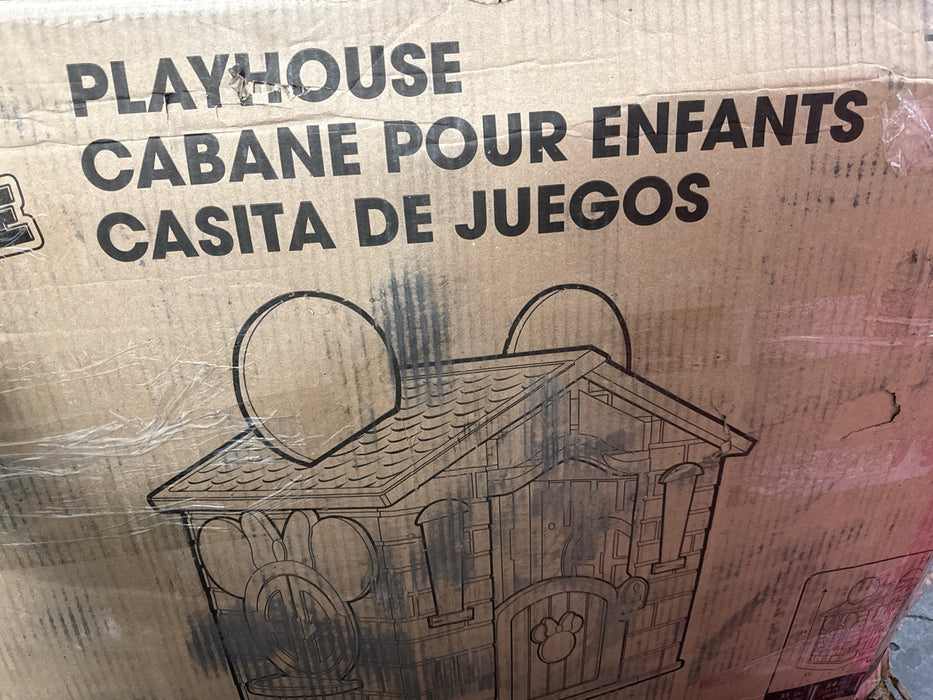 PLAYHOUSE
CABANE POUR ENFANTS
CASITA DE JUEGOS
E